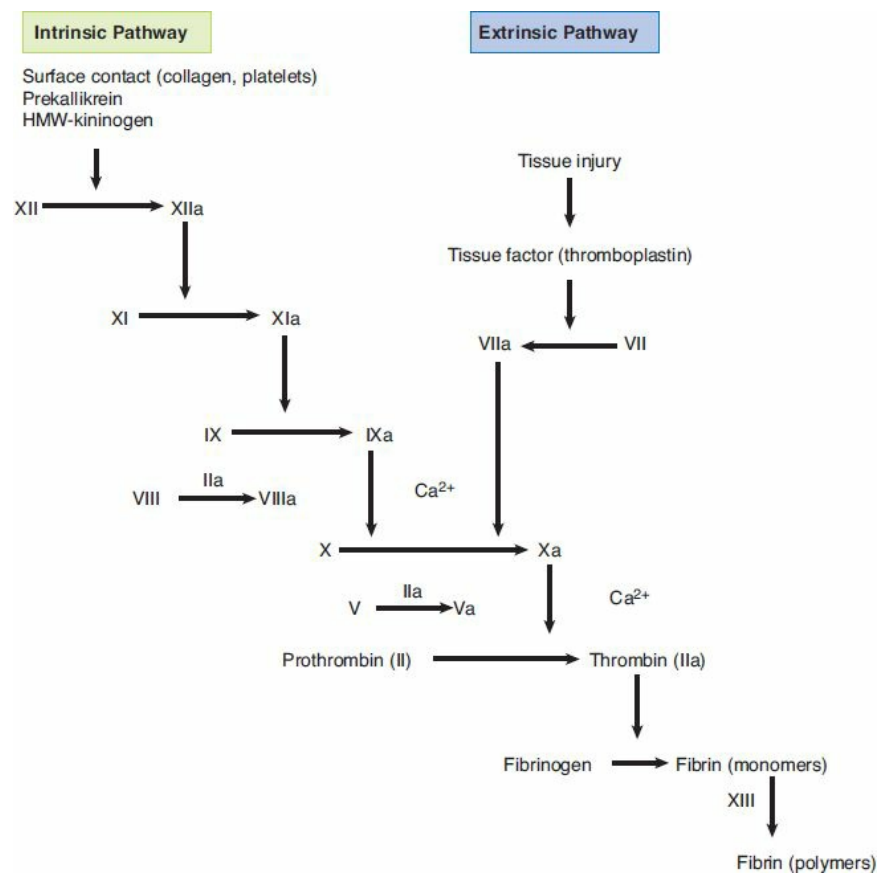 Intrinsic Pathway
Extrinsic Pathway
Surface contact (collagen, platelets)
Prekallikrein
HMW-kininogen
Tissue injury
XII
XIIa
Tissue factor (thromboplastin)
XI
XIa
VIIa
VII
IX
IXa
VIII
IIa
VIIIa
Ca2+
X
Xa
V
IIa
Va
Ca2+
Prothrombin (II)
Thrombin (IIa)
Fibrinogen
Fibrin (monomers)
XIII
Fibrin (polymers)